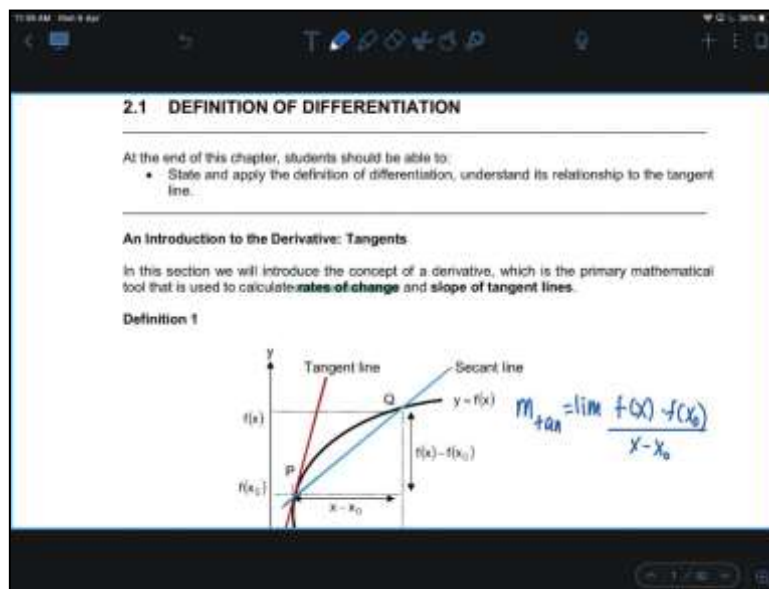 2.1 DEFINITION OF DIFFERENTIATION
At the end of this chapter, students should be able to:
• State and apply the definition of differentiation, understand its relationship to the tangent
line.
An Introduction to the Derivative: Tangents
In this section we will introduce the concept of a derivative, which is the primary mathematical
tool that is used to calculate rates of change and slope of tangent lines.
Definition 1
y
Tangent line
Secant line
Q
y = f(x)
f(x)
m_tan = lim f(x) - f(x₀)
x - x₀
f(x) – f(x₀)
P
f(x₀)
x – x₀